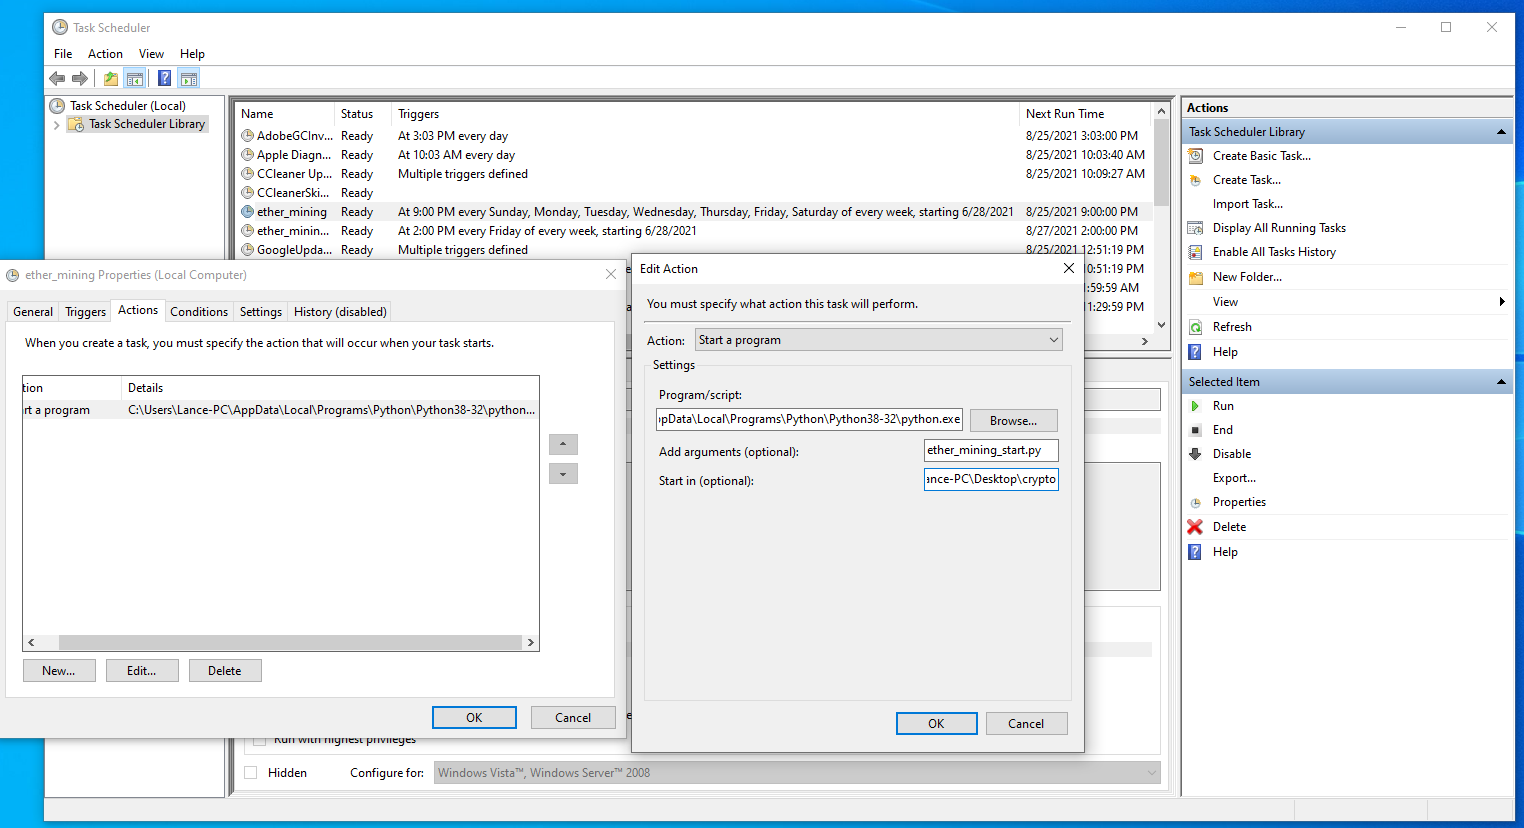 Task Scheduler
File Action View Help
Task Scheduler (Local)
Task Scheduler Library
Name Status Triggers Next Run Time
AdobeGCInv... Ready At 3:03 PM every day 8/25/2021 3:03:00 PM
Apple Diagn... Ready At 10:03 AM every day 8/25/2021 10:03:40 AM
CCleaner Up... Ready Multiple triggers defined 8/25/2021 10:09:27 AM
CCleanerSki... Ready
ether_mining Ready At 9:00 PM every Sunday, Monday, Tuesday, Wednesday, Thursday, Friday, Saturday of every week, starting 6/28/2021 8/25/2021 9:00:00 PM
ether_minin... Ready At 2:00 PM every Friday of every week, starting 6/28/2021 8/27/2021 2:00:00 PM
GoogleUpda... Ready Multiple triggers defined 8/25/2021 12:51:19 PM
10:51:19 PM
1:59:59 AM
11:29:59 PM
ether_mining Properties (Local Computer)
General Triggers Actions Conditions Settings History (disabled)
When you create a task, you must specify the action that will occur when your task starts.
tion Details
rt a program C:\Users\Lance-PC\AppData\Local\Programs\Python\Python38-32\python...
New... Edit... Delete
OK Cancel
Edit Action
You must specify what action this task will perform.
Action: Start a program
Settings
Program/script:
pData\Local\Programs\Python\Python38-32\python.exe Browse...
Add arguments (optional): ether_mining_start.py
Start in (optional): ance-PC\Desktop\crypto
OK Cancel
Run with highest privileges
Hidden Configure for: Windows Vista™, Windows Server™ 2008
Actions
Task Scheduler Library
Create Basic Task...
Create Task...
Import Task...
Display All Running Tasks
Enable All Tasks History
New Folder...
View
Refresh
Help
Selected Item
Run
End
Disable
Export...
Properties
Delete
Help